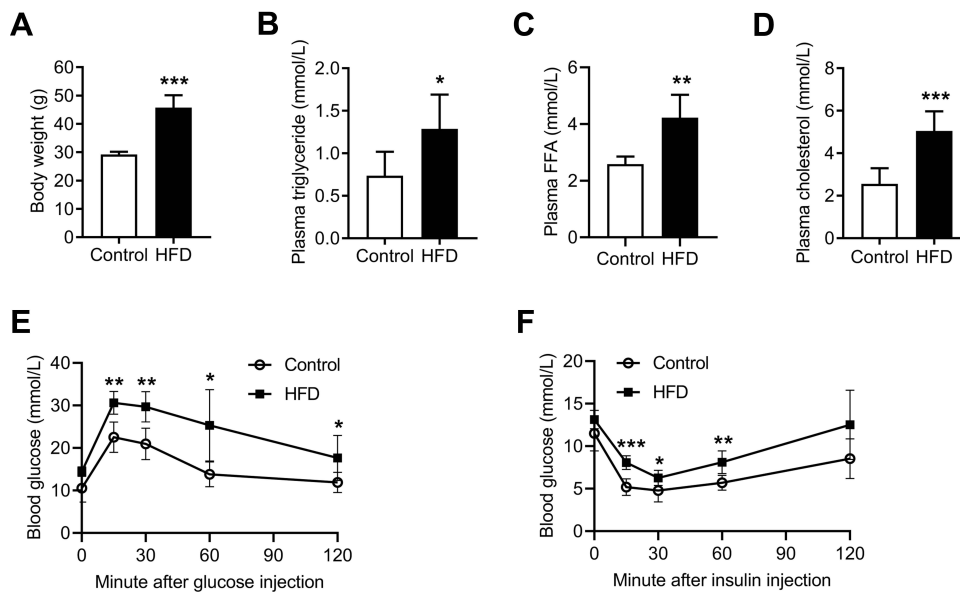 A
Body weight (g)
60
50
40
30
20
10
0
***
Control HFD
B
Plasma triglyceride (mmol/L)
2.0
1.5
1.0
0.5
0.0
*
Control HFD
C
Plasma FFA (mmol/L)
6
4
2
0
**
Control HFD
D
Plasma cholesterol (mmol/L)
8
6
4
2
0
***
Control HFD
E
Blood glucose (mmol/L)
40
30
20
10
0
Control
HFD
** ** * *
0 30 60 90 120
Minute after glucose injection
F
Blood glucose (mmol/L)
20
15
10
5
0
Control
HFD
*** * **
0 30 60 90 120
Minute after insulin injection